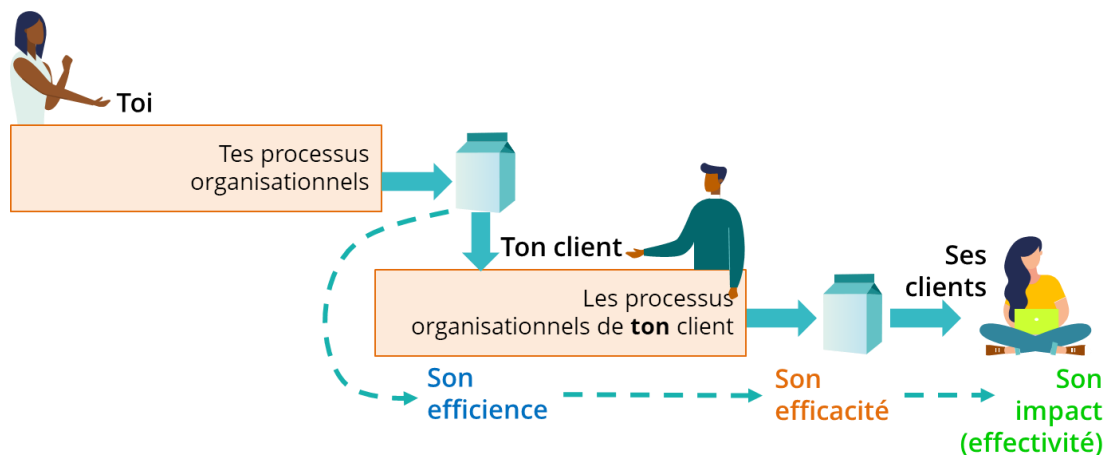 Toi
Tes processus
organisationnels
Ton client
Ses
clients
Les processus
organisationnels de ton client
Son
efficience
Son
efficacité
Son
impact
(effectivité)